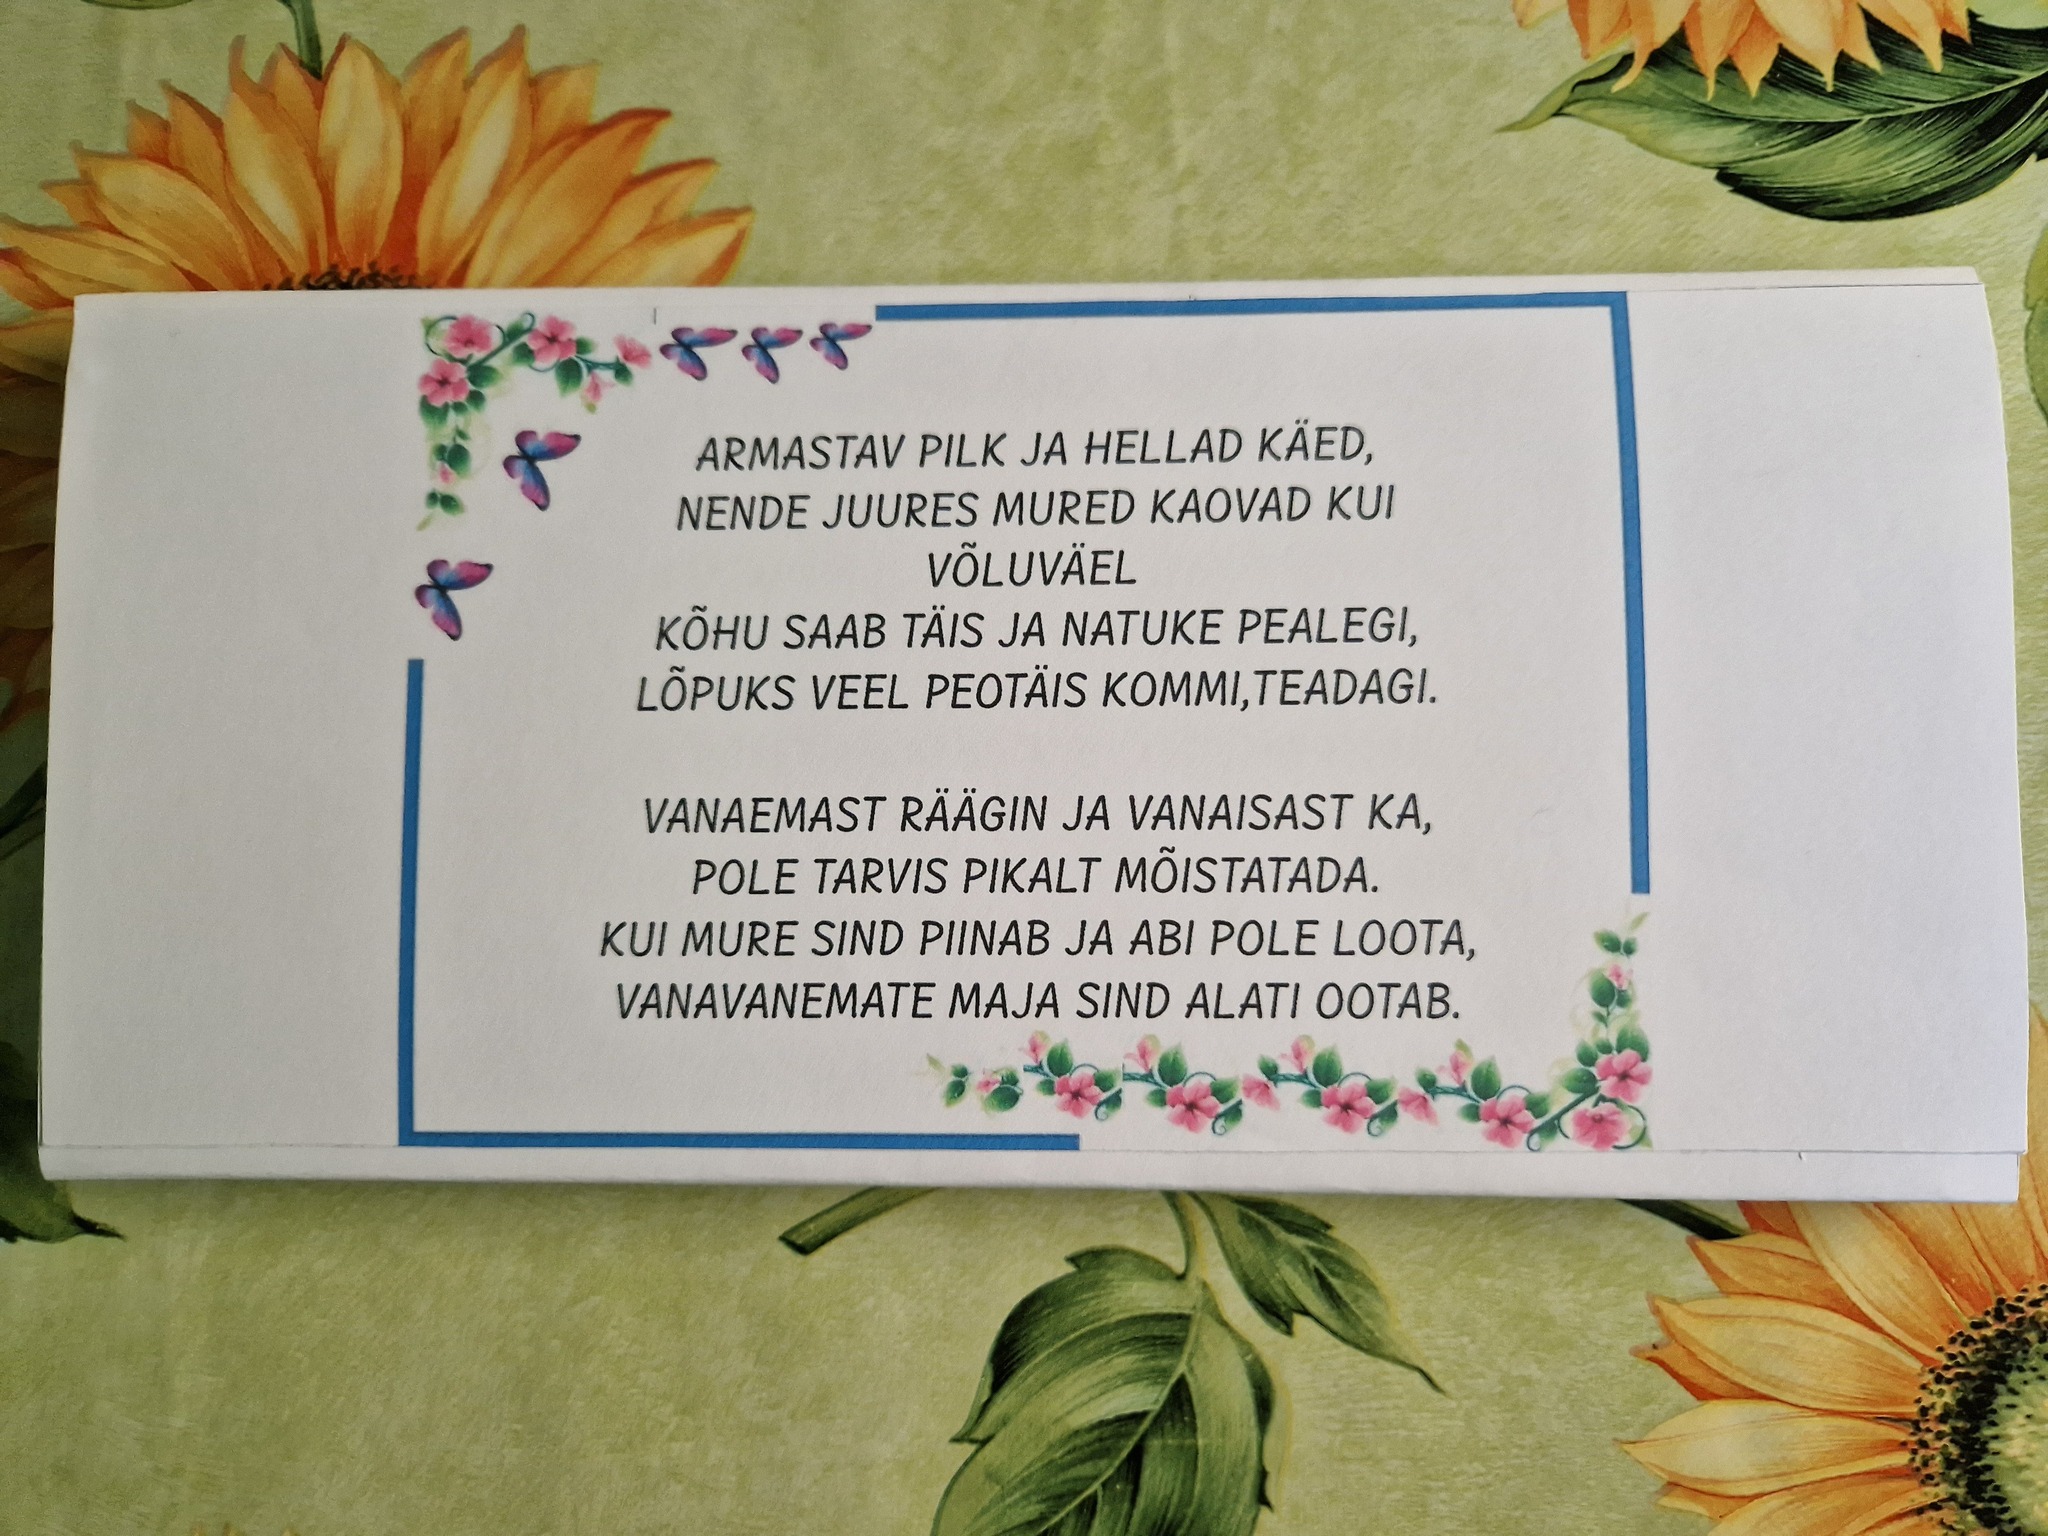 ARMASTAV PILK JA HELLAD KÄED,
NENDE JUURES MURED KAOVAD KUI
VÕLUVÄEL
KÕHU SAAB TÄIS JA NATUKE PEALEGI,
LÕPUKS VEEL PEOTÄIS KOMMI,TEADAGI.
VANAEMAST RÄÄGIN JA VANAISAST KA,
POLE TARVIS PIKALT MÕISTATADA.
KUI MURE SIND PIINAB JA ABI POLE LOOTA,
VANAVANEMATE MAJA SIND ALATI OOTAB.